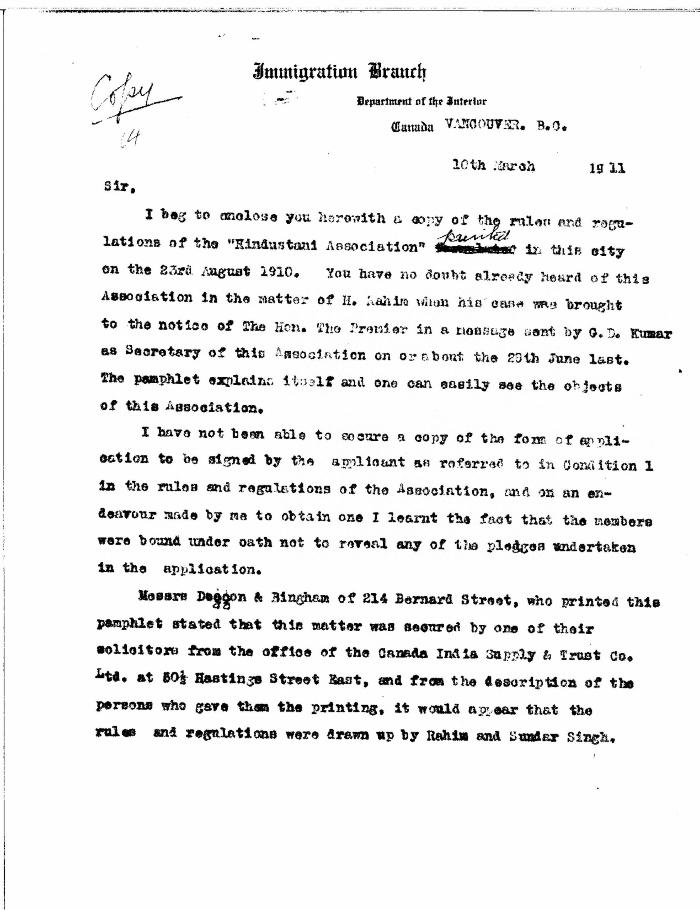 Copy
14
Immigration Branch
Department of the Interior
Canada VANCOUVER. B.C.
10th March 1911
Sir,
I beg to enclose you herewith a copy of the rules and regu-
lations of the "Hindustani Association" printed in this city
on the 23rd August 1910. You have no doubt already heard of this
Association in the matter of H. Rahim when his case was brought
to the notice of The Hon. The Premier in a message sent by G.D. Kumar
as Secretary of this Association on or about the 29th June last.
The pamphlet explains itself and one can easily see the objects
of this Association.
I have not been able to secure a copy of the form of appli-
cation to be signed by the applicant as referred to in Condition 1
in the rules and regulations of the Association, and on an en-
deavour made by me to obtain one I learnt the fact that the members
were bound under oath not to reveal any of the pledges undertaken
in the application.
Messrs Daggon & Bingham of 214 Bernard Street, who printed this
pamphlet stated that this matter was secured by one of their
solicitors from the office of the Canada India Supply & Trust Co.
Ltd. at 50½ Hastings Street East, and from the description of the
persons who gave them the printing, it would appear that the
rules and regulations were drawn up by Rahim and Sundar Singh.